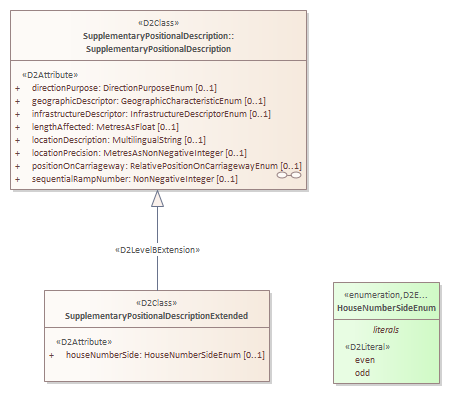 «D2Class»
SupplementaryPositionalDescription::
SupplementaryPositionalDescription
«D2Attribute»
+ directionPurpose: DirectionPurposeEnum [0..1]
+ geographicDescriptor: GeographicCharacteristicEnum [0..1]
+ infrastructureDescriptor: InfrastructureDescriptorEnum [0..1]
+ lengthAffected: MetresAsFloat [0..1]
+ locationDescription: MultilingualString [0..1]
+ locationPrecision: MetresAsNonNegativeInteger [0..1]
+ positionOnCarriageway: RelativePositionOnCarriagewayEnum [0..1]
+ sequentialRampNumber: NonNegativeInteger [0..1]
«D2LevelBExtension»
«D2Class»
SupplementaryPositionalDescriptionExtended
«D2Attribute»
+ houseNumberSide: HouseNumberSideEnum [0..1]
«enumeration,D2E...
HouseNumberSideEnum
literals
«D2Literal»
even
odd